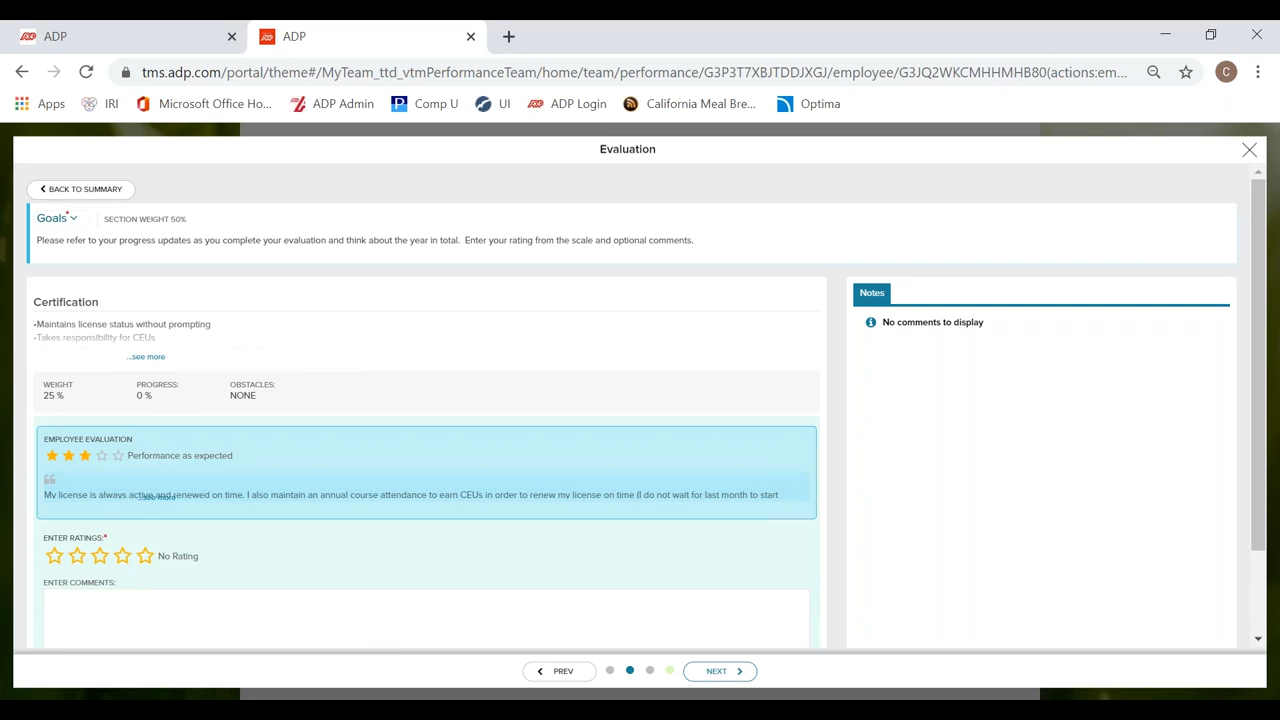 ADP
ADP
tms.adp.com/portal/theme#/MyTeam_ttd_vtmPerformanceTeam/home/team/performance/G3P3T7XBJTDDJXGJ/employee/G3JQ2WKCMHHMHB80(actions:em...
C
Apps IRI Microsoft Office Ho... ADP Admin Comp U UI ADP Login California Meal Bre... Optima
Evaluation
BACK TO SUMMARY
Goals* SECTION WEIGHT 50%
Please refer to your progress updates as you complete your evaluation and think about the year in total. Enter your rating from the scale and optional comments.
Certification
•Maintains license status without prompting
•Takes responsibility for CEUs
...see more
WEIGHT PROGRESS: OBSTACLES:
25 % 0 % NONE
EMPLOYEE EVALUATION
Performance as expected
My license is always active and renewed on time. I also maintain an annual course attendance to earn CEUs in order to renew my license on time (I do not wait for last month to start
...see more
ENTER RATINGS:*
No Rating
ENTER COMMENTS:
Notes
No comments to display
PREV NEXT